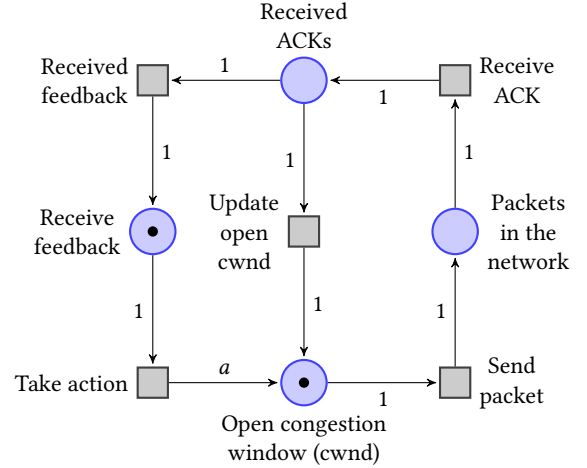 Received
ACKs
Received
feedback
1
1
Receive
ACK
1
1
1
Receive
feedback
Update
open
cwnd
Packets
in the
network
1
1
1
Take action
a
1
Send
packet
Open congestion
window (cwnd)